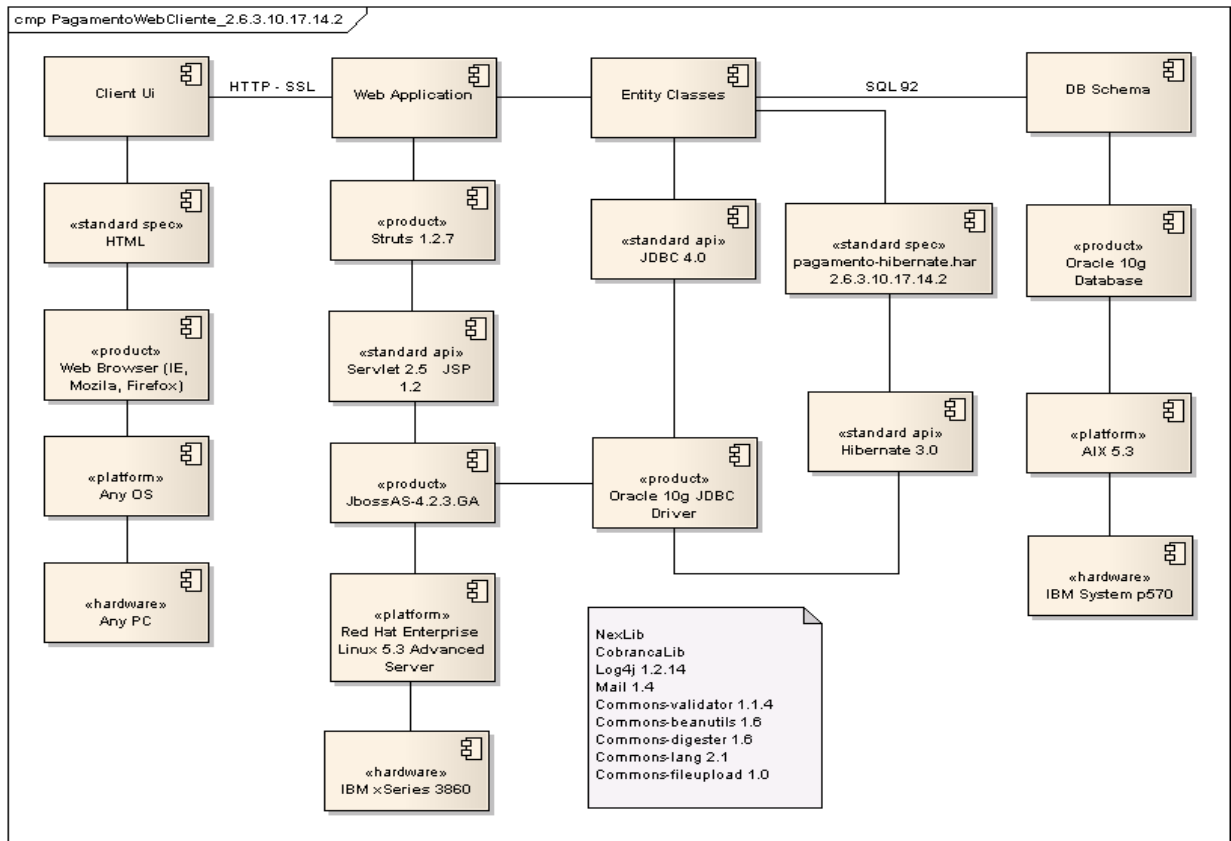 cmp PagamentoWebCliente_2.6.3.10.17.14.2
Client Ui
HTTP - SSL
Web Application
Entity Classes
SQL 92
DB Schema
«standard spec»
HTML
«product»
Struts 1.2.7
«standard api»
JDBC 4.0
«standard spec»
pagamento-hibernate.har
2.6.3.10.17.14.2
«product»
Oracle 10g
Database
«product»
Web Browser (IE,
Mozila, Firefox)
«standard api»
Servlet 2.5 JSP
1.2
«standard api»
Hibernate 3.0
«platform»
AIX 5.3
«platform»
Any OS
«product»
JbossAS-4.2.3.GA
«product»
Oracle 10g JDBC
Driver
«hardware»
IBM System p570
«hardware»
Any PC
«platform»
Red Hat Enterprise
Linux 5.3 Advanced
Server
«hardware»
IBM xSeries 3860
NexLib
CobrancaLib
Log4j 1.2.14
Mail 1.4
Commons-validator 1.1.4
Commons-beanutils 1.6
Commons-digester 1.6
Commons-lang 2.1
Commons-fileupload 1.0